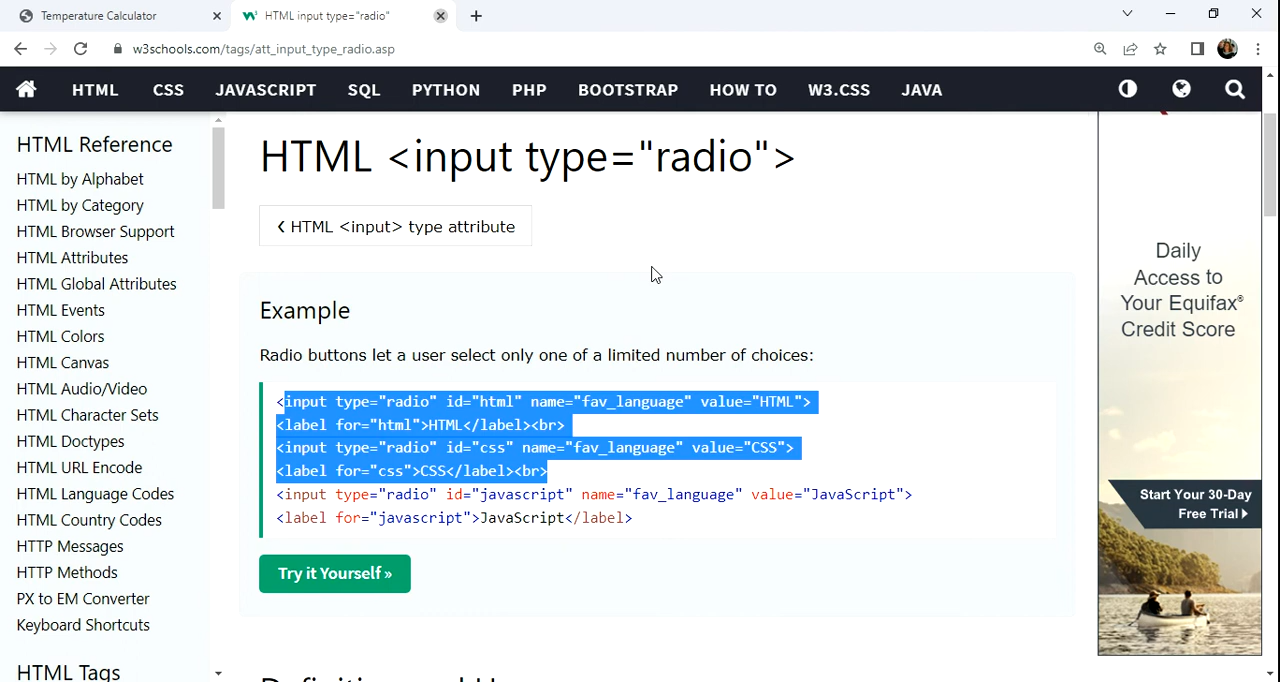 Temperature Calculator
HTML input type="radio"
w3schools.com/tags/att_input_type_radio.asp
HTML CSS JAVASCRIPT SQL PYTHON PHP BOOTSTRAP HOW TO W3.CSS JAVA
HTML Reference
HTML by Alphabet
HTML by Category
HTML Browser Support
HTML Attributes
HTML Global Attributes
HTML Events
HTML Colors
HTML Canvas
HTML Audio/Video
HTML Character Sets
HTML Doctypes
HTML URL Encode
HTML Language Codes
HTML Country Codes
HTTP Messages
HTTP Methods
PX to EM Converter
Keyboard Shortcuts
HTML Tags
HTML <input type="radio">
❮ HTML <input> type attribute
Example
Radio buttons let a user select only one of a limited number of choices:
<input type="radio" id="html" name="fav_language" value="HTML">
<label for="html">HTML</label><br>
<input type="radio" id="css" name="fav_language" value="CSS">
<label for="css">CSS</label><br>
<input type="radio" id="javascript" name="fav_language" value="JavaScript">
<label for="javascript">JavaScript</label>
Try it Yourself »
Daily
Access to
Your Equifax®
Credit Score
Start Your 30-Day
Free Trial